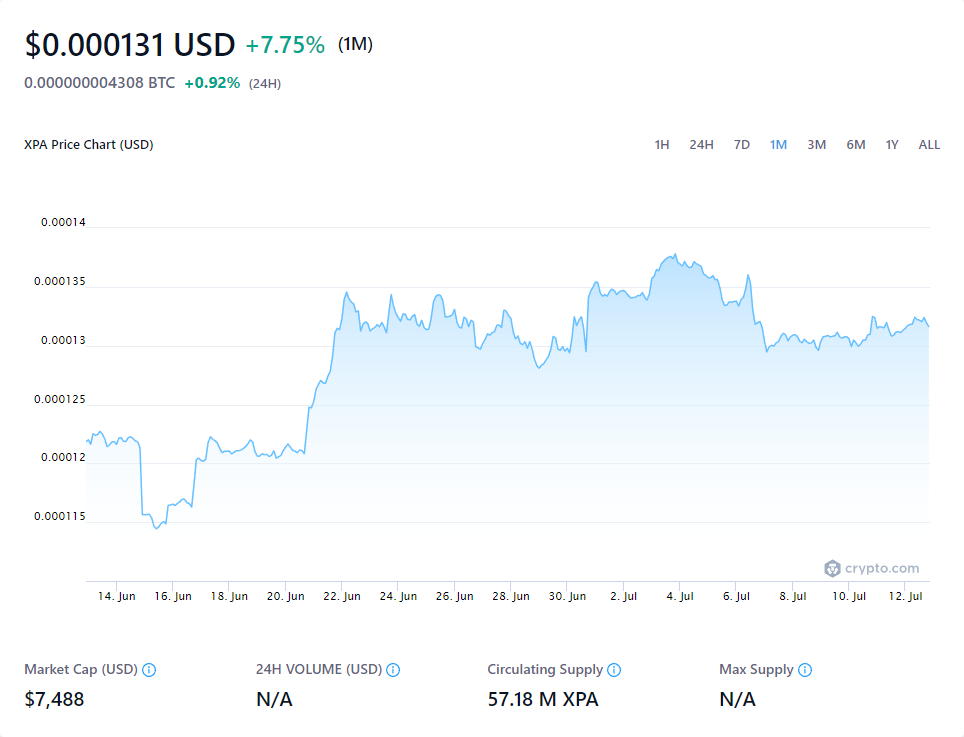 $0.000131 USD +7.75% (1M)
0.000000004308 BTC +0.92% (24H)
XPA Price Chart (USD) 1H 24H 7D 1M 3M 6M 1Y ALL
0.00014
0.000135
0.00013
0.000125
0.00012
0.000115
crypto.com
14. Jun 16. Jun 18. Jun 20. Jun 22. Jun 24. Jun 26. Jun 28. Jun 30. Jun 2. Jul 4. Jul 6. Jul 8. Jul 10. Jul 12. Jul
Market Cap (USD) 24H VOLUME (USD) Circulating Supply Max Supply
$7,488 N/A 57.18 M XPA N/A